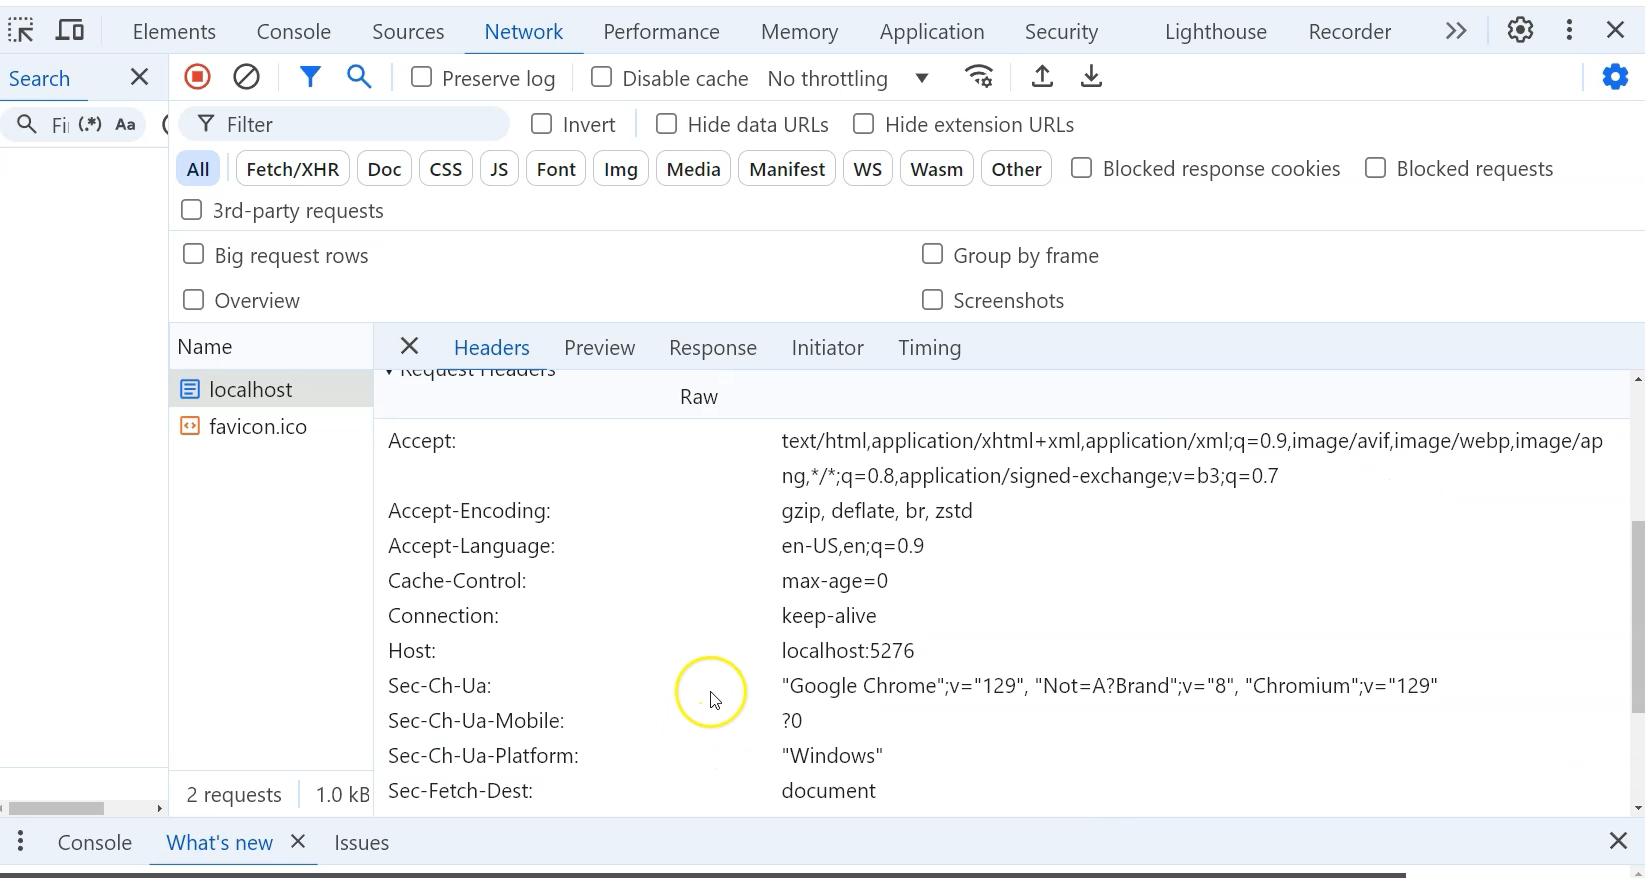 Elements Console Sources Network Performance Memory Application Security Lighthouse Recorder
Search Preserve log Disable cache No throttling
(.*) Aa Filter Invert Hide data URLs Hide extension URLs
All Fetch/XHR Doc CSS JS Font Img Media Manifest WS Wasm Other Blocked response cookies Blocked requests
3rd-party requests
Big request rows Group by frame
Overview Screenshots
Name Headers Preview Response Initiator Timing
Request Headers
localhost Raw
favicon.ico
Accept: text/html,application/xhtml+xml,application/xml;q=0.9,image/avif,image/webp,image/ap
ng,*/*;q=0.8,application/signed-exchange;v=b3;q=0.7
Accept-Encoding: gzip, deflate, br, zstd
Accept-Language: en-US,en;q=0.9
Cache-Control: max-age=0
Connection: keep-alive
Host: localhost:5276
Sec-Ch-Ua: "Google Chrome";v="129", "Not=A?Brand";v="8", "Chromium";v="129"
Sec-Ch-Ua-Mobile: ?0
Sec-Ch-Ua-Platform: "Windows"
Sec-Fetch-Dest: document
2 requests 1.0 kB
Console What's new Issues